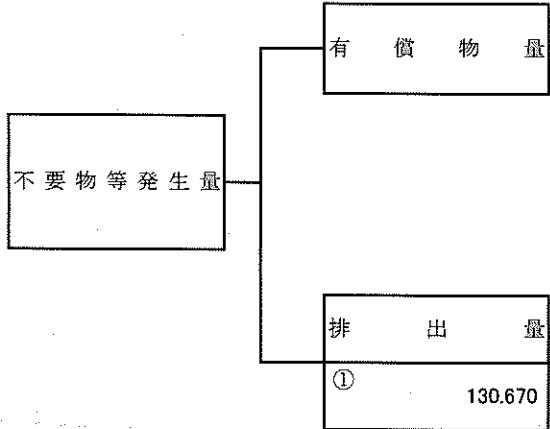 有償物量
不要物等発生量
排出量
①
130.670